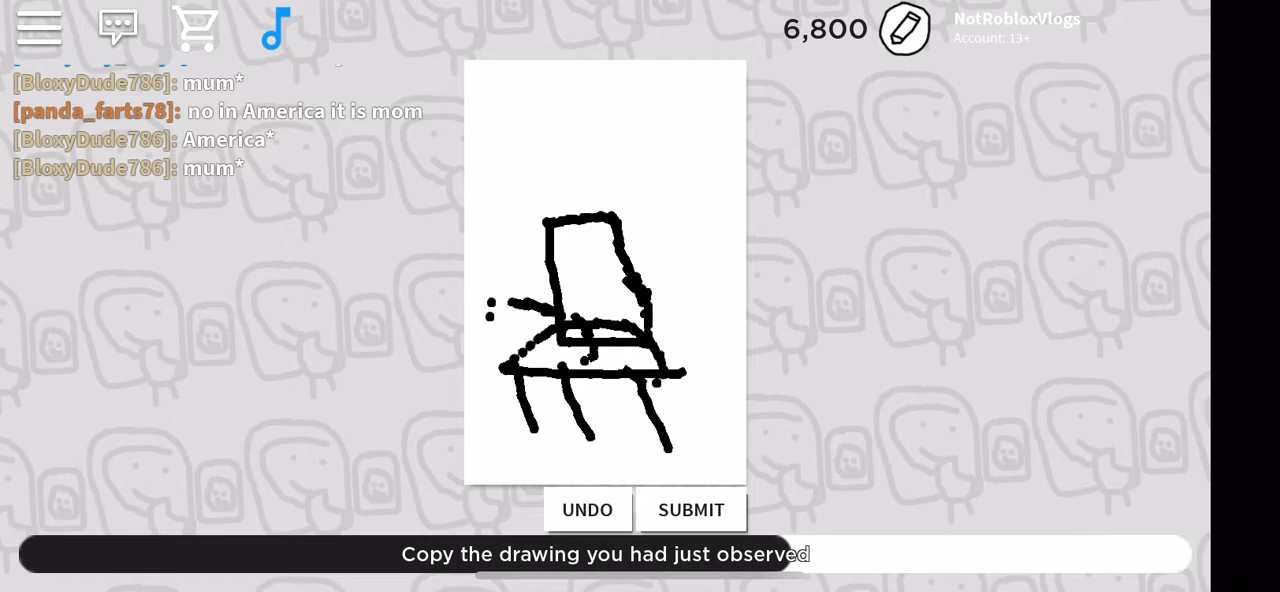 6,800
NotRobloxVlogs
Account: 13+
[BloxyDude786]: mum*
[panda_farts78]: no in America it is mom
[BloxyDude786]: America*
[BloxyDude786]: mum*
UNDO
SUBMIT
Copy the drawing you had just observed